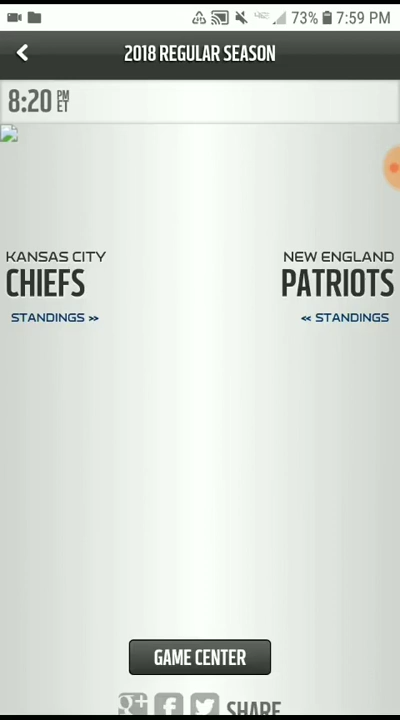 73% 7:59 PM
2018 REGULAR SEASON
8:20 PM ET
KANSAS CITY
CHIEFS
STANDINGS >>
NEW ENGLAND
PATRIOTS
<< STANDINGS
GAME CENTER
g+ f SHARE